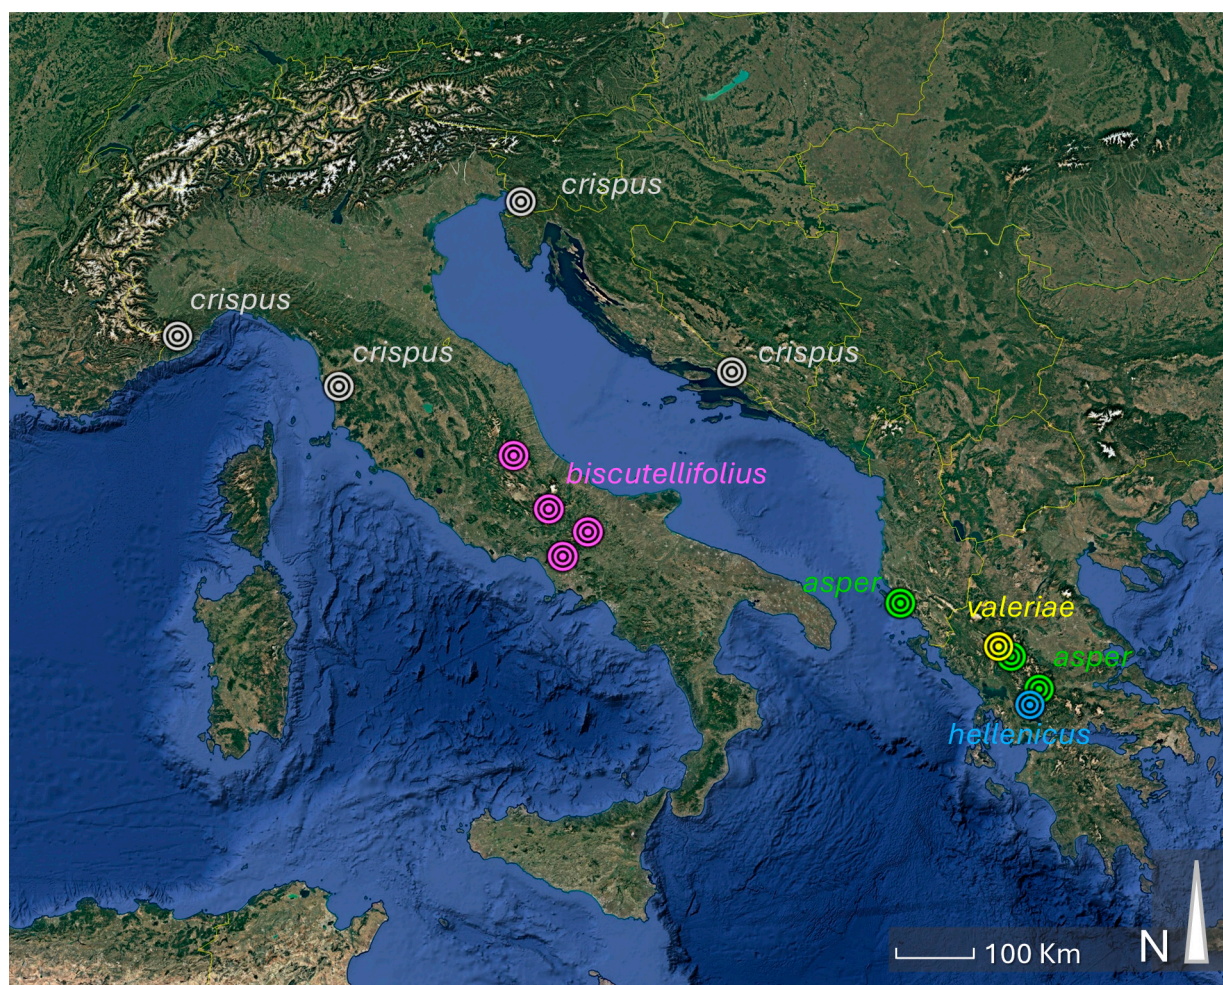 crispus
crispus
crispus
crispus
biscutellifolius
asper
valeriae
asper
hellenicus
100 Km
N